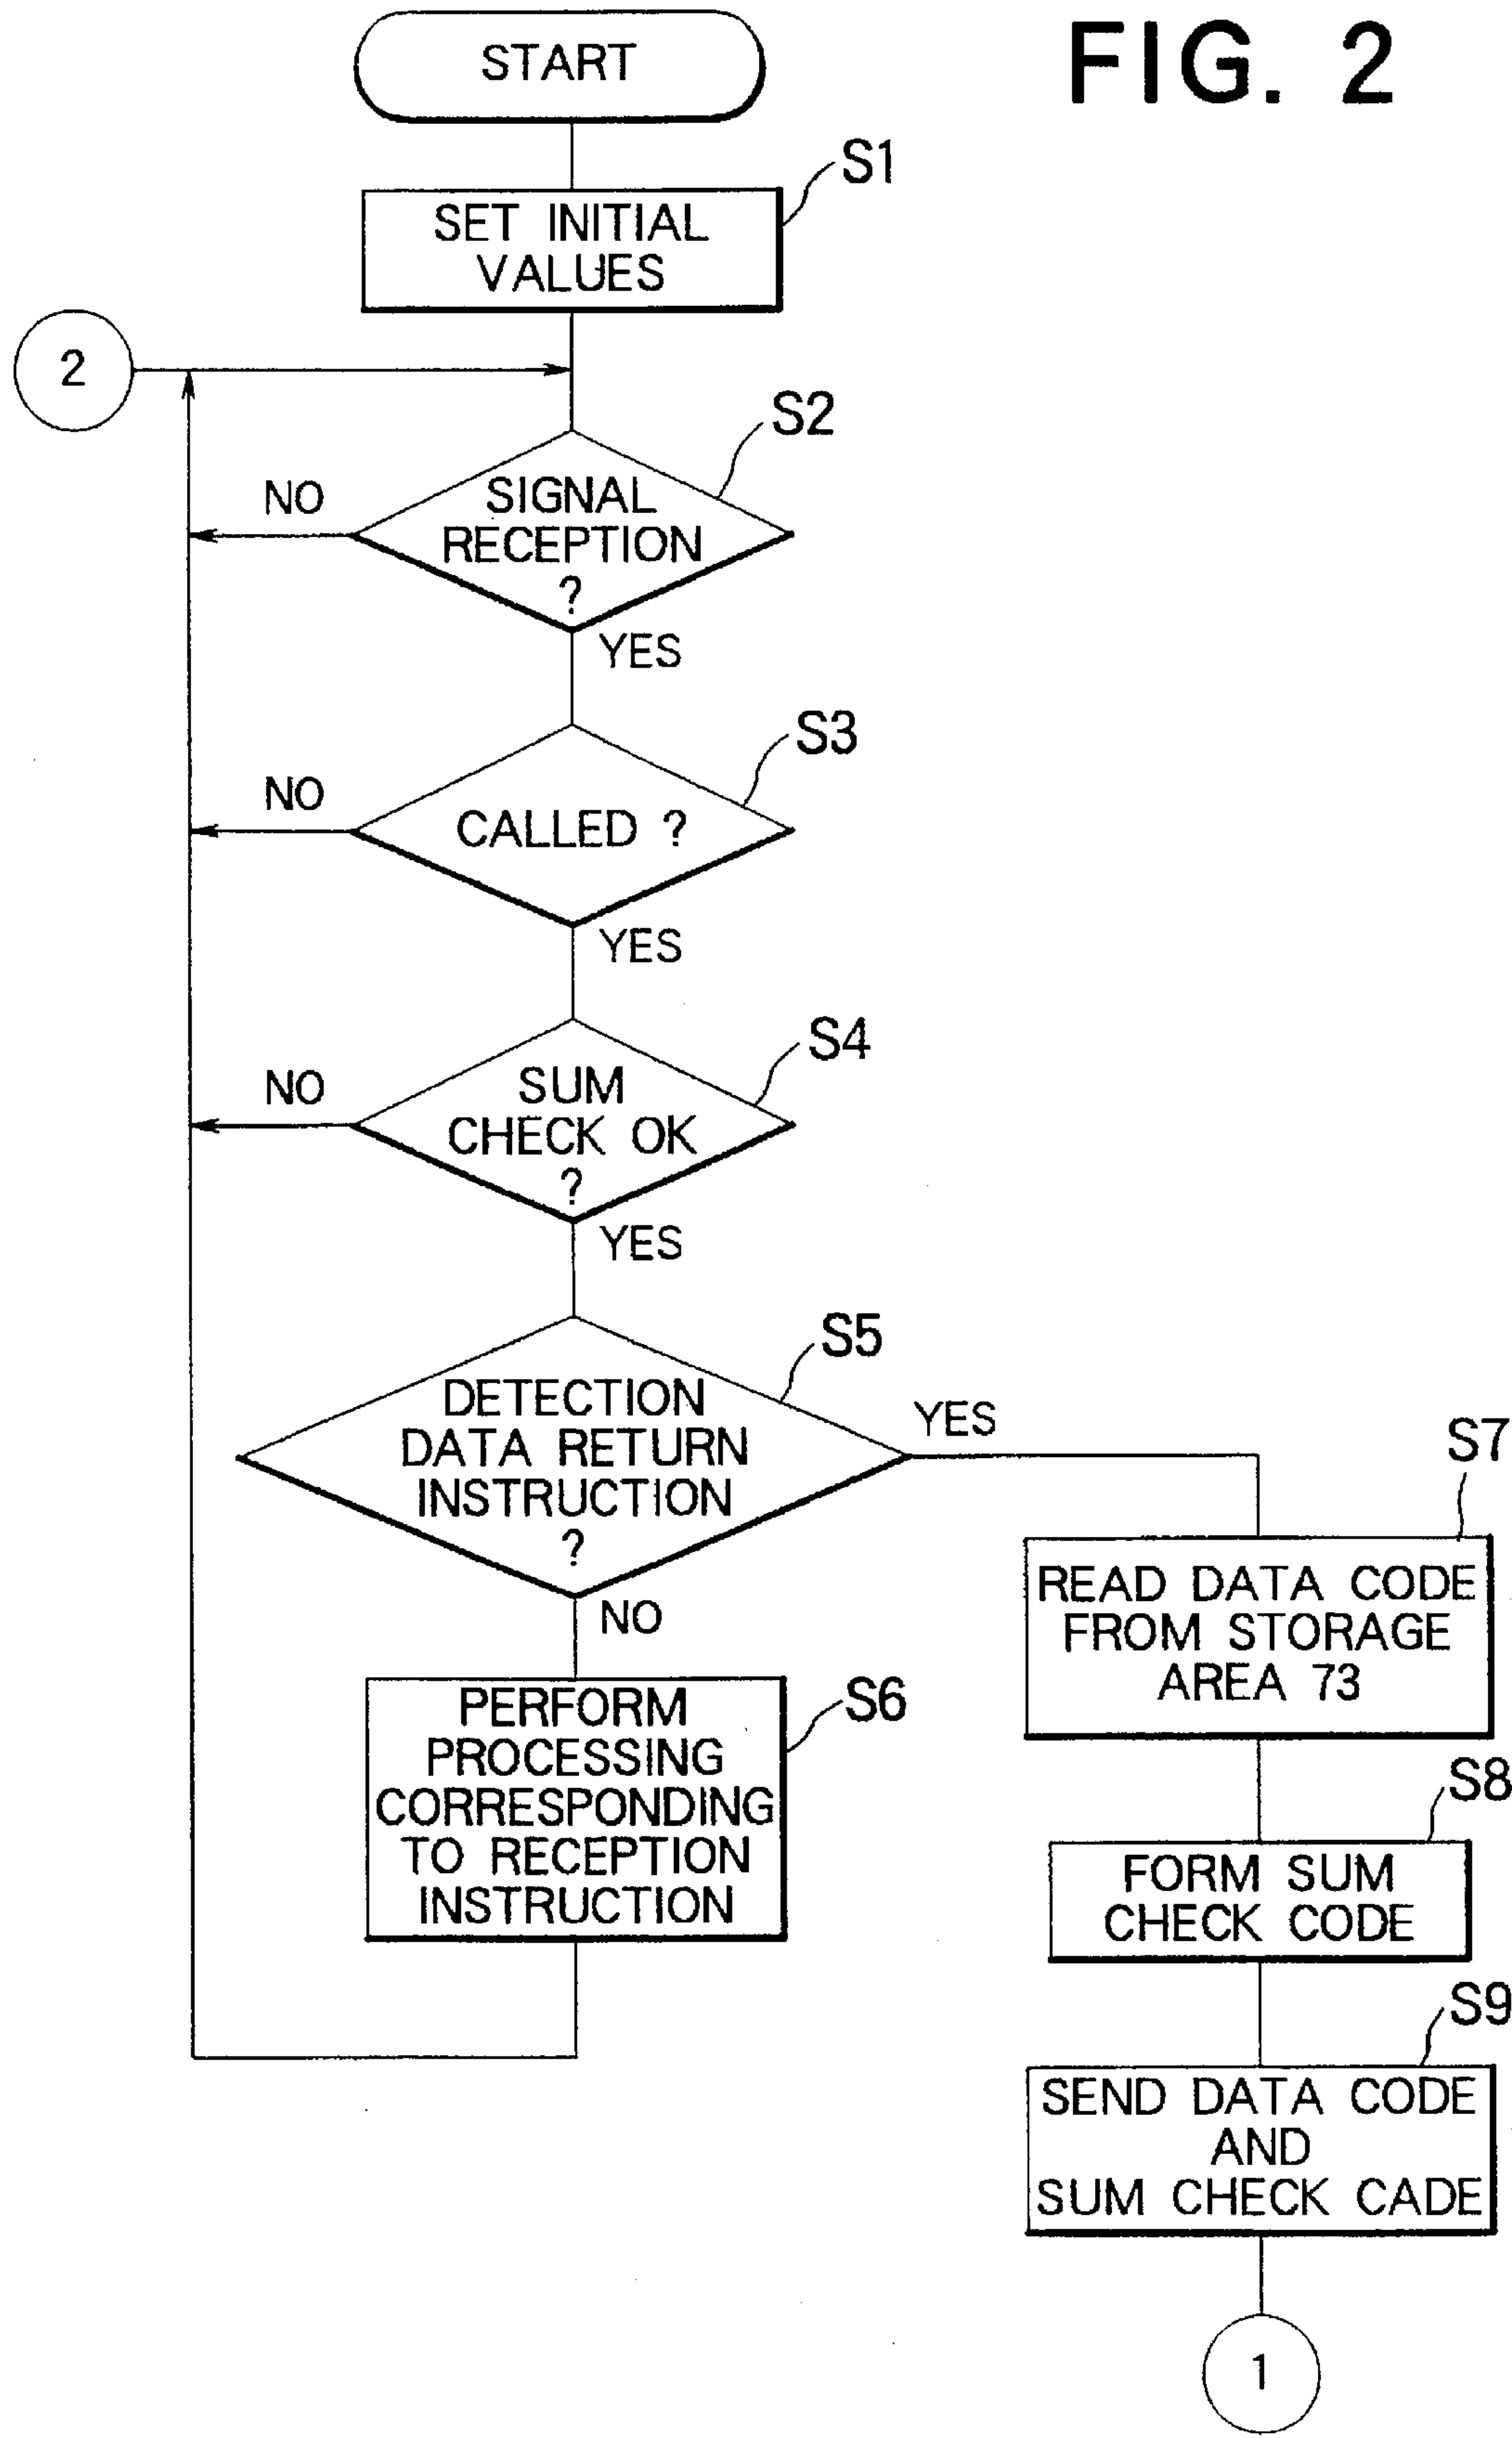 FIG. 2
START
S1
SET INITIAL
VALUES
2
S2
SIGNAL
RECEPTION
?
NO
YES
S3
CALLED ?
NO
YES
S4
SUM
CHECK OK
?
NO
YES
S5
DETECTION
DATA RETURN
INSTRUCTION
?
YES
NO
S6
PERFORM
PROCESSING
CORRESPONDING
TO RECEPTION
INSTRUCTION
S7
READ DATA CODE
FROM STORAGE
AREA 73
S8
FORM SUM
CHECK CODE
S9
SEND DATA CODE
AND
SUM CHECK CADE
1